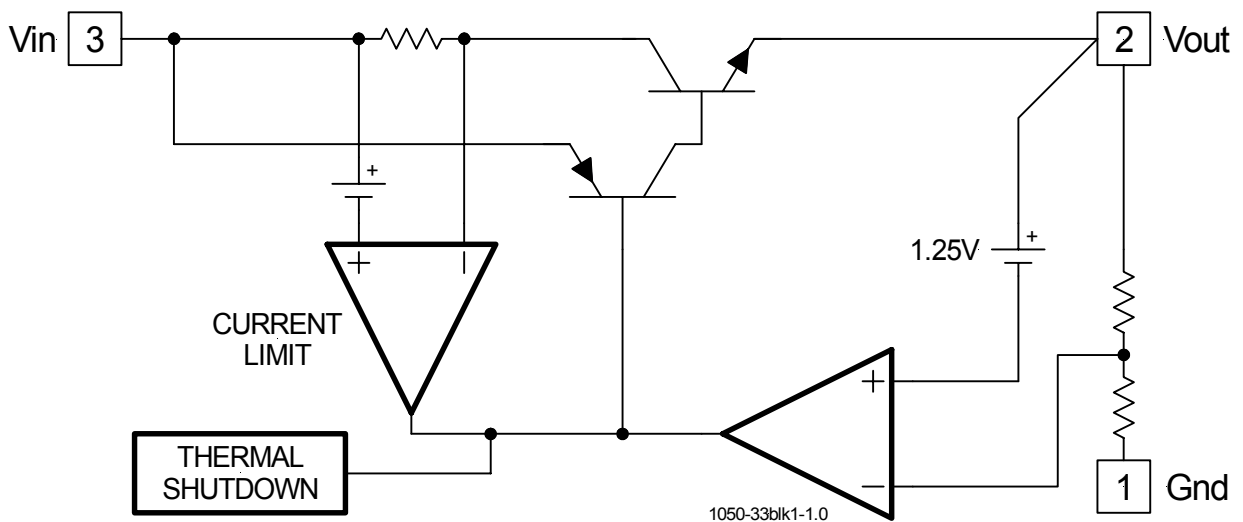 Vin 3
2 Vout
+
+
1.25V
+ −
CURRENT
LIMIT
+
THERMAL
SHUTDOWN
−
1 Gnd
1050-33blk1-1.0